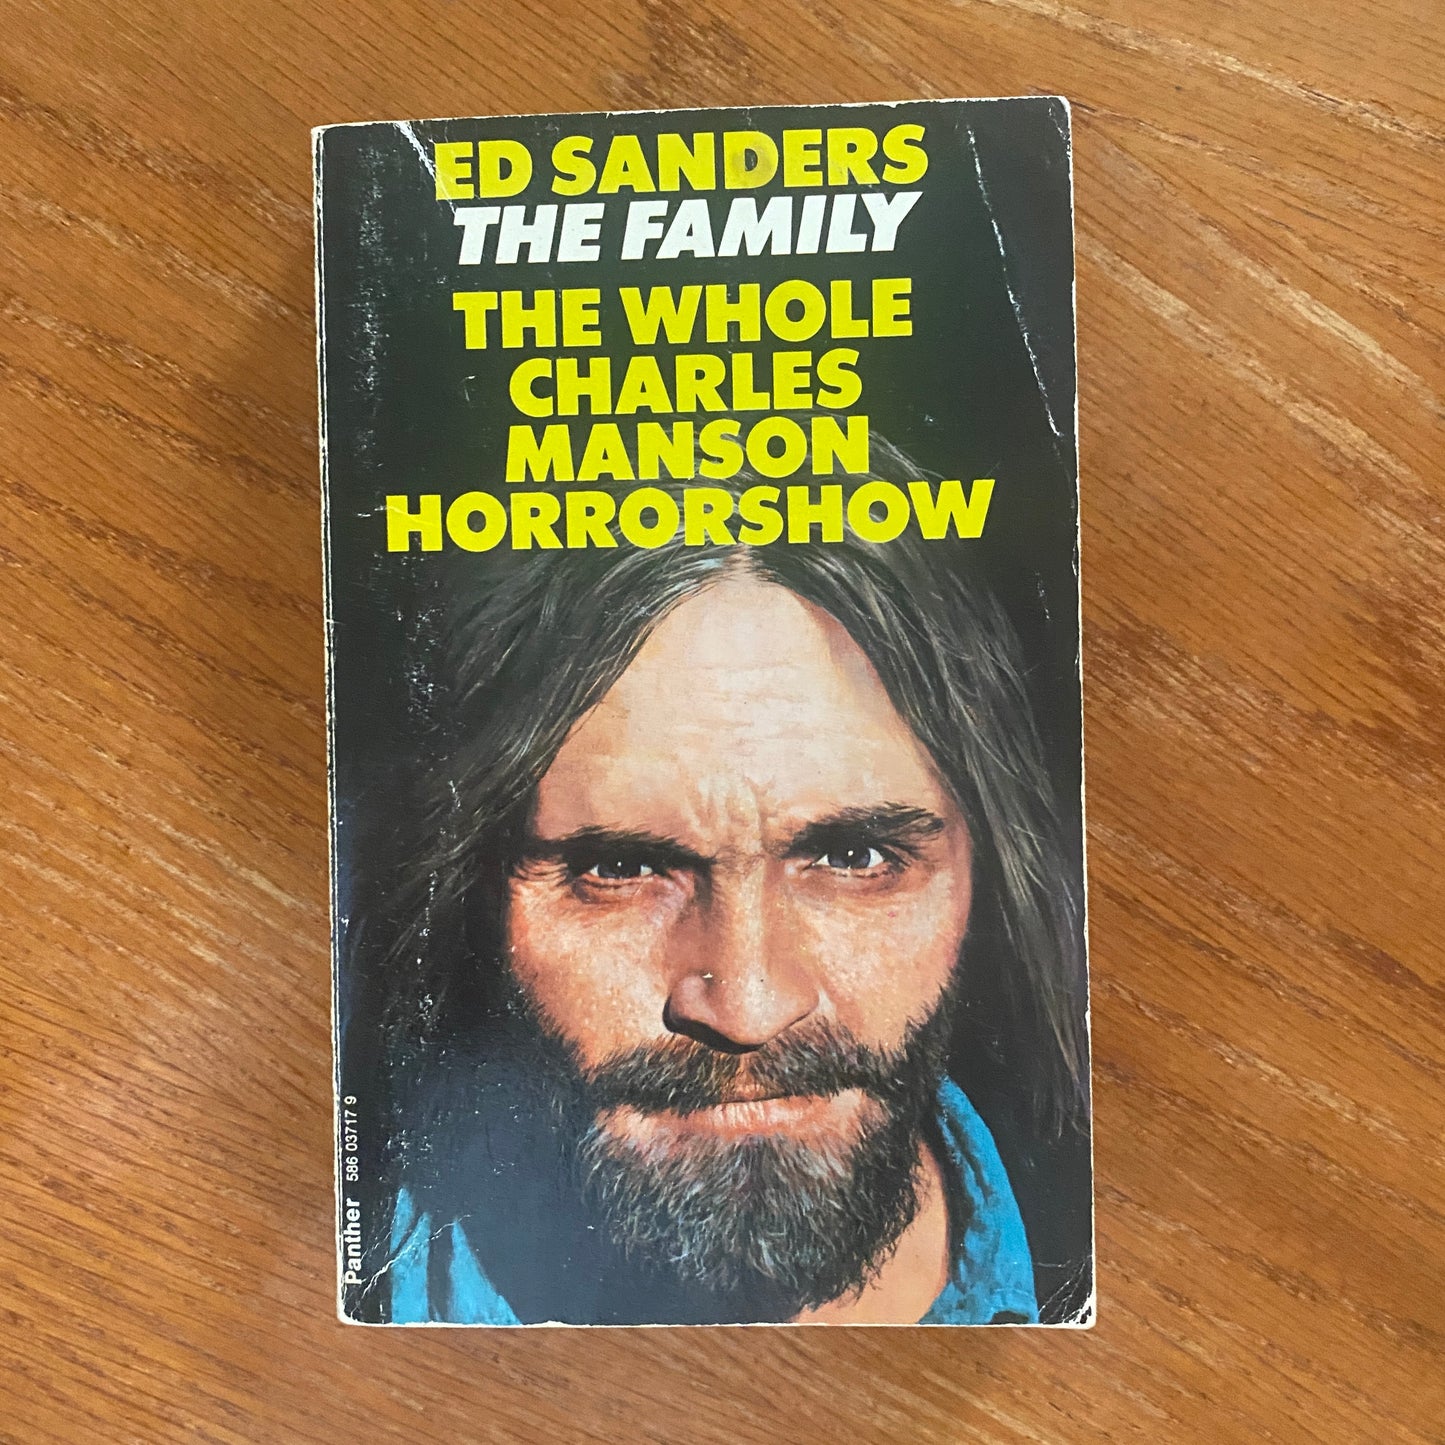 ED SANDERS
THE FAMILY
THE WHOLE
CHARLES
MANSON
HORRORSHOW
Panther 586 03717 9